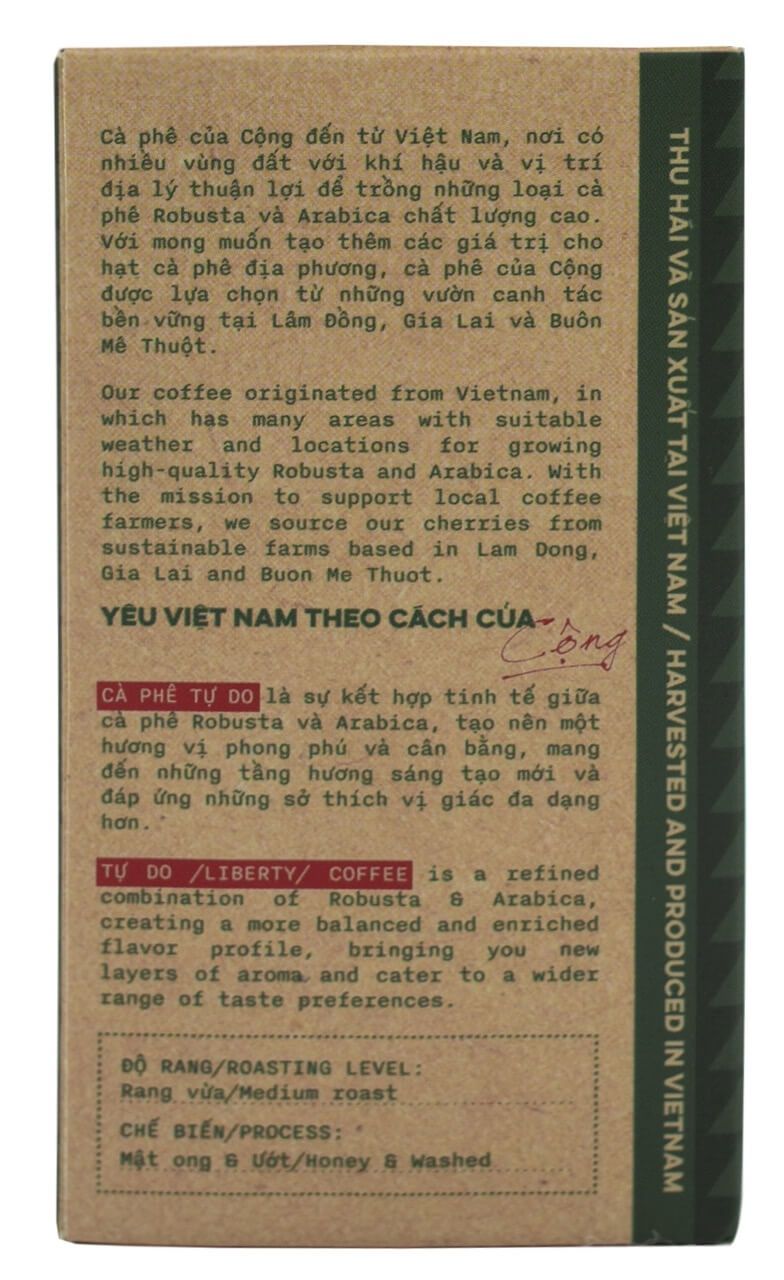 Cà phê của Cộng đến từ Việt Nam, nơi có
nhiều vùng đất với khí hậu và vị trí
địa lý thuận lợi để trồng những loại cà
phê Robusta và Arabica chất lượng cao.
Với mong muốn tạo thêm các giá trị cho
hạt cà phê địa phương, cà phê của Cộng
được lựa chọn từ những vườn canh tác
bền vững tại Lâm Đồng, Gia Lai và Buôn
Mê Thuột.
Our coffee originated from Vietnam, in
which has many areas with suitable
weather and locations for growing
high-quality Robusta and Arabica. With
the mission to support local coffee
farmers, we source our cherries from
sustainable farms based in Lam Dong,
Gia Lai and Buon Me Thuot.
YÊU VIỆT NAM THEO CÁCH CỦA Cộng
CÀ PHÊ TỰ DO là sự kết hợp tinh tế giữa
cà phê Robusta và Arabica, tạo nên một
hương vị phong phú và cân bằng, mang
đến những tầng hương sáng tạo mới và
đáp ứng những sở thích vị giác đa dạng
hơn.
TỰ DO /LIBERTY/ COFFEE is a refined
combination of Robusta & Arabica,
creating a more balanced and enriched
flavor profile, bringing you new
layers of aroma and cater to a wider
range of taste preferences.
ĐỘ RANG/ROASTING LEVEL:
Rang vừa/Medium roast
CHẾ BIẾN/PROCESS:
Mật ong & Ướt/Honey & Washed
THU HÁI VÀ SẢN XUẤT TẠI VIỆT NAM / HARVESTED AND PRODUCED IN VIETNAM